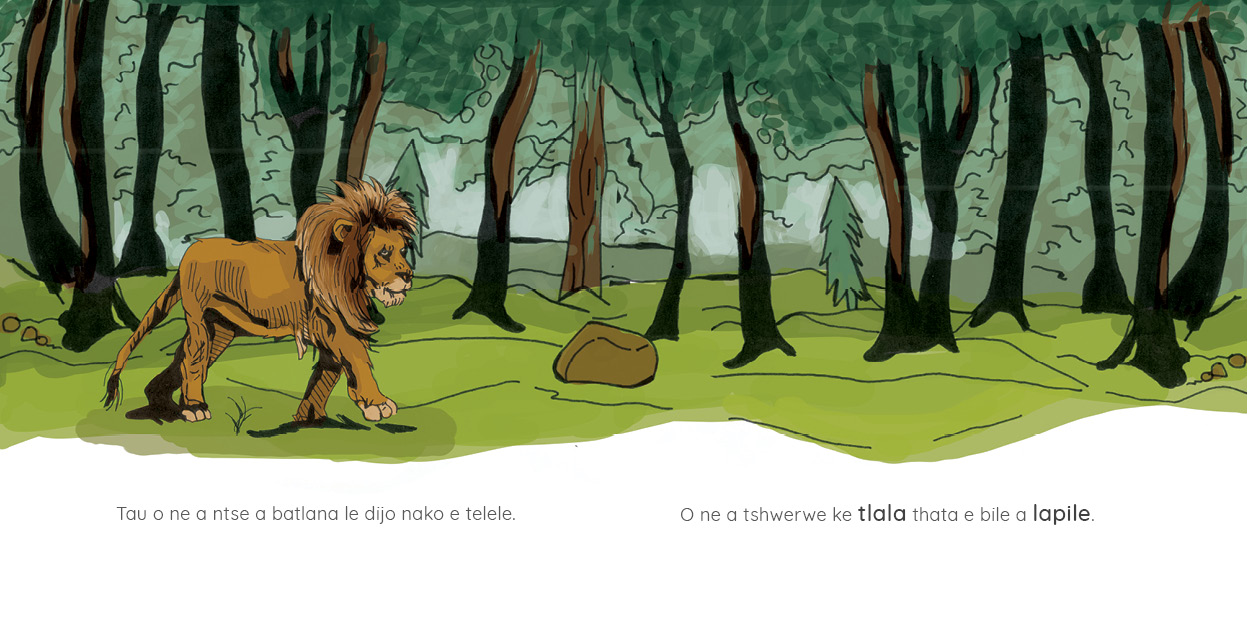 Tau o ne a ntse a batlana le dijo nako e telele.
O ne a tshwerwe ke tlala thata e bile a lapile.